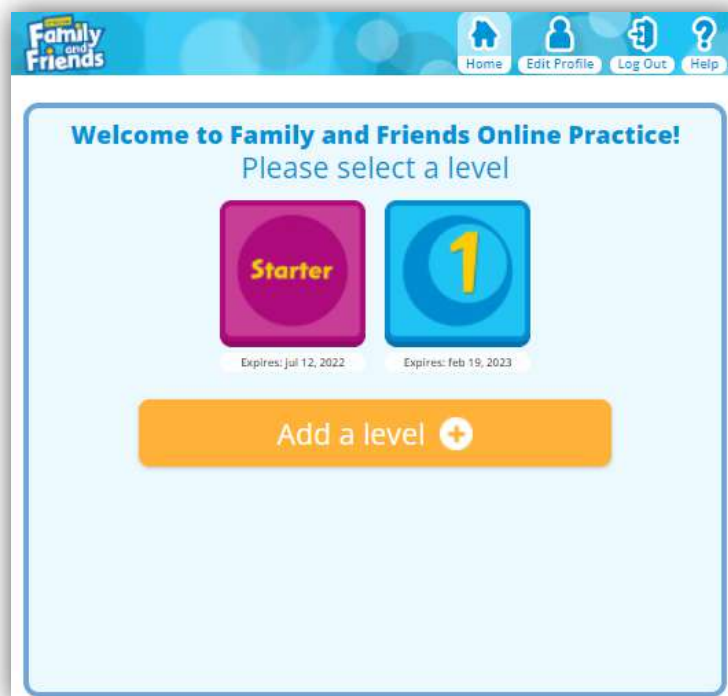 Family
and
Friends
Home
Edit Profile
Log Out
?
Help
Welcome to Family and Friends Online Practice!
Please select a level
Starter
1
Expires: jul 12, 2022
Expires: feb 19, 2023
Add a level +